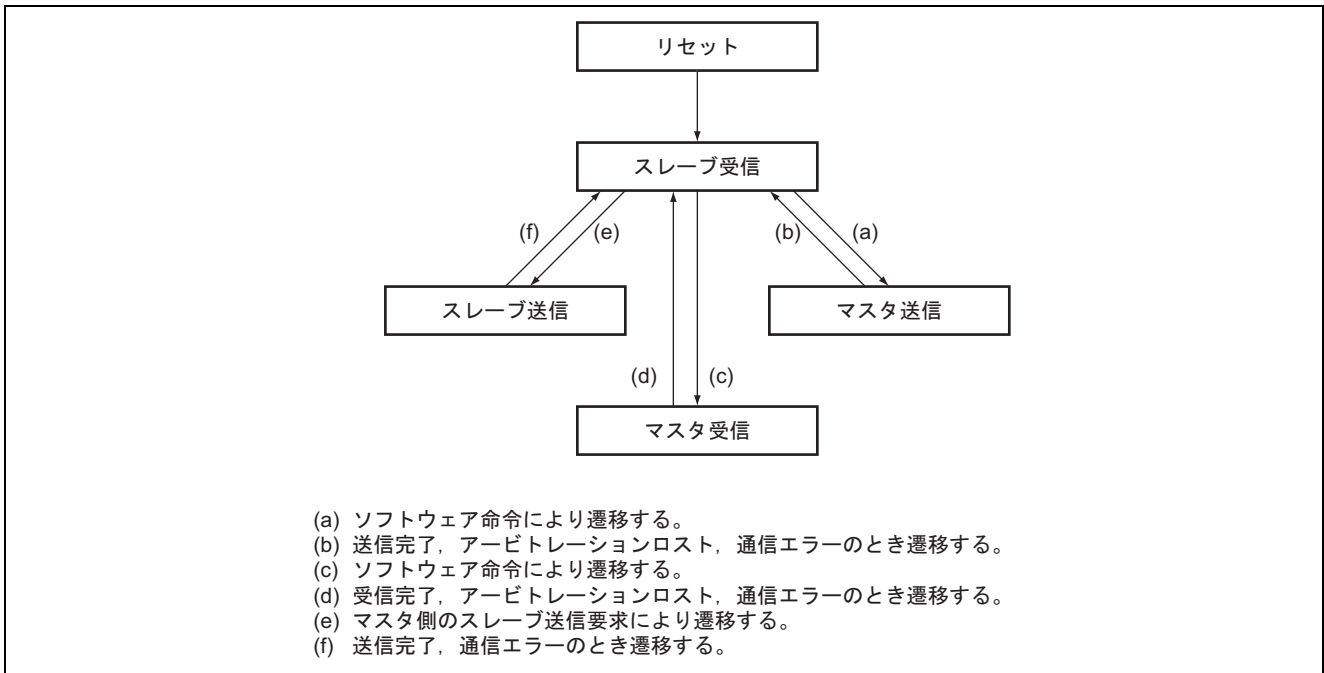 リセット
スレーブ受信
(f)
(e)
(b)
(a)
スレーブ送信
マスタ送信
(d)
(c)
マスタ受信
(a) ソフトウェア命令により遷移する。
(b) 送信完了，アービトレーションロスト，通信エラーのとき遷移する。
(c) ソフトウェア命令により遷移する。
(d) 受信完了，アービトレーションロスト，通信エラーのとき遷移する。
(e) マスタ側のスレーブ送信要求により遷移する。
(f) 送信完了，通信エラーのとき遷移する。